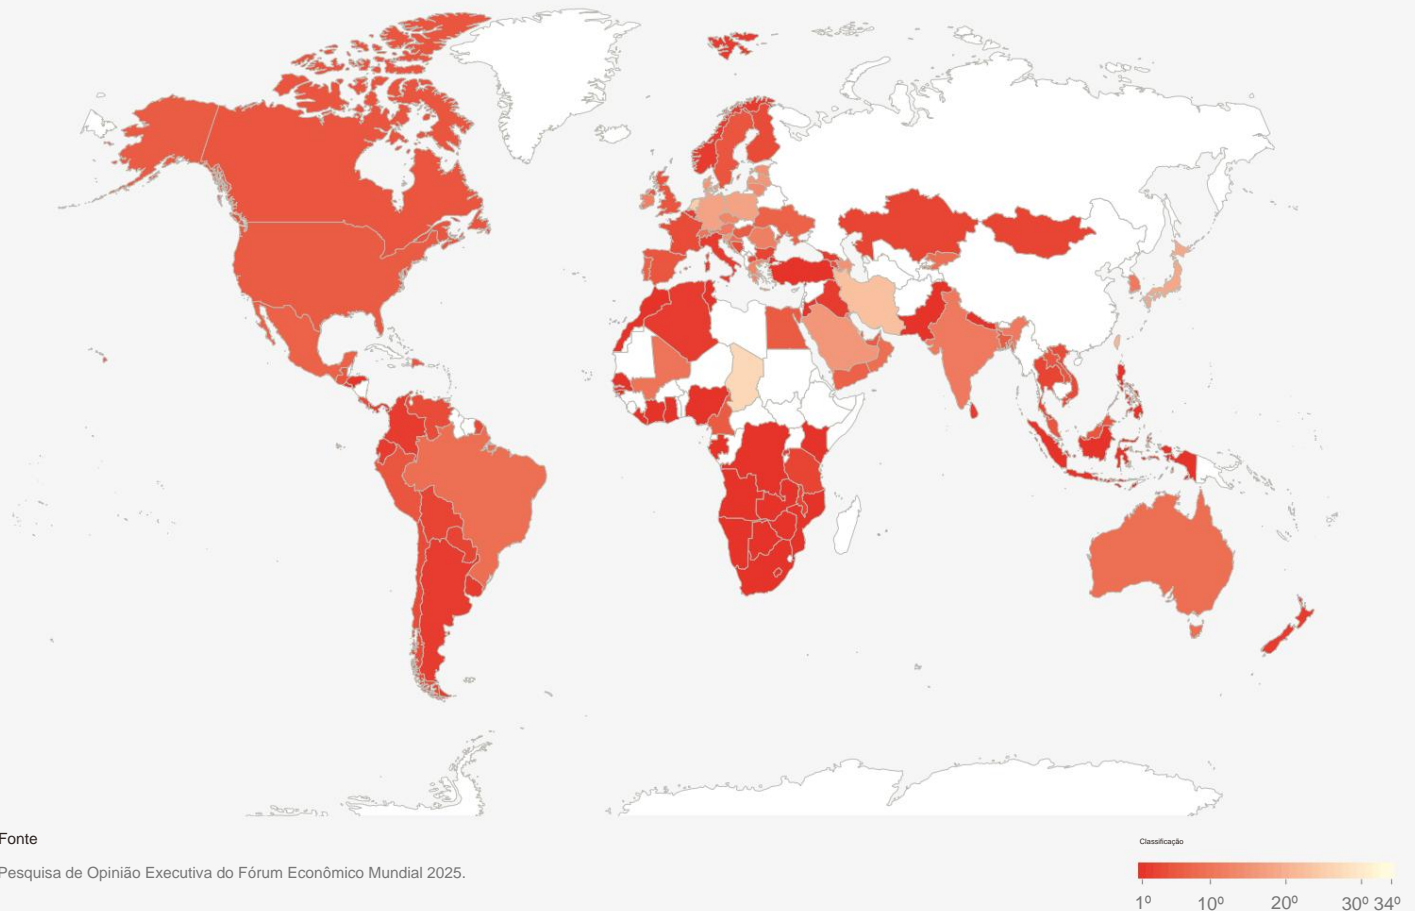 Fonte
Pesquisa de Opinião Executiva do Fórum Econômico Mundial 2025.
Classificação
1º 10º 20º 30º 34º